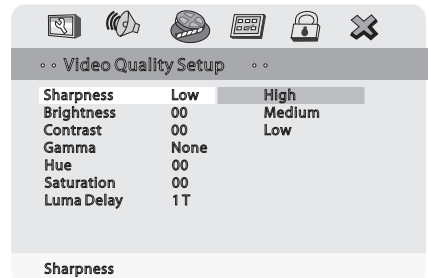 Video Quality Setup
Sharpness Low High
Brightness 00 Medium
Contrast 00 Low
Gamma None
Hue 00
Saturation 00
Luma Delay 1 T
Sharpness